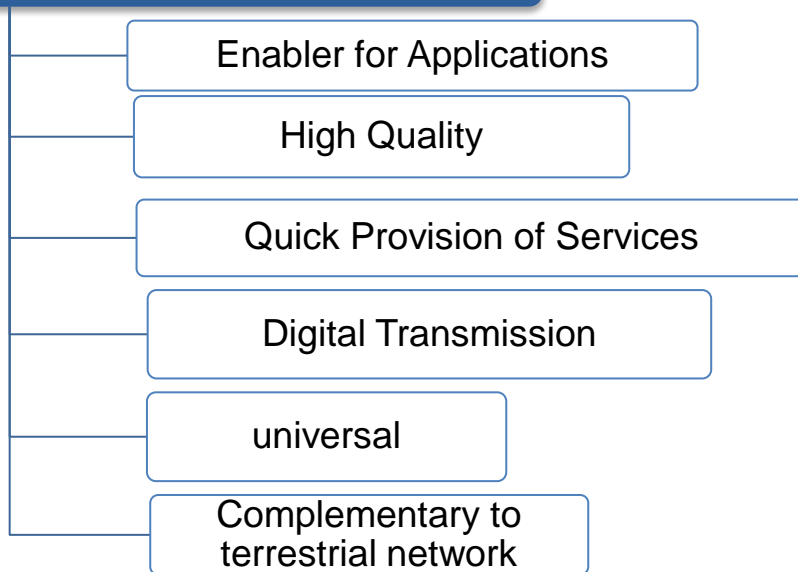 Enabler for Applications
High Quality
Quick Provision of Services
Digital Transmission
universal
Complementary to
terrestrial network